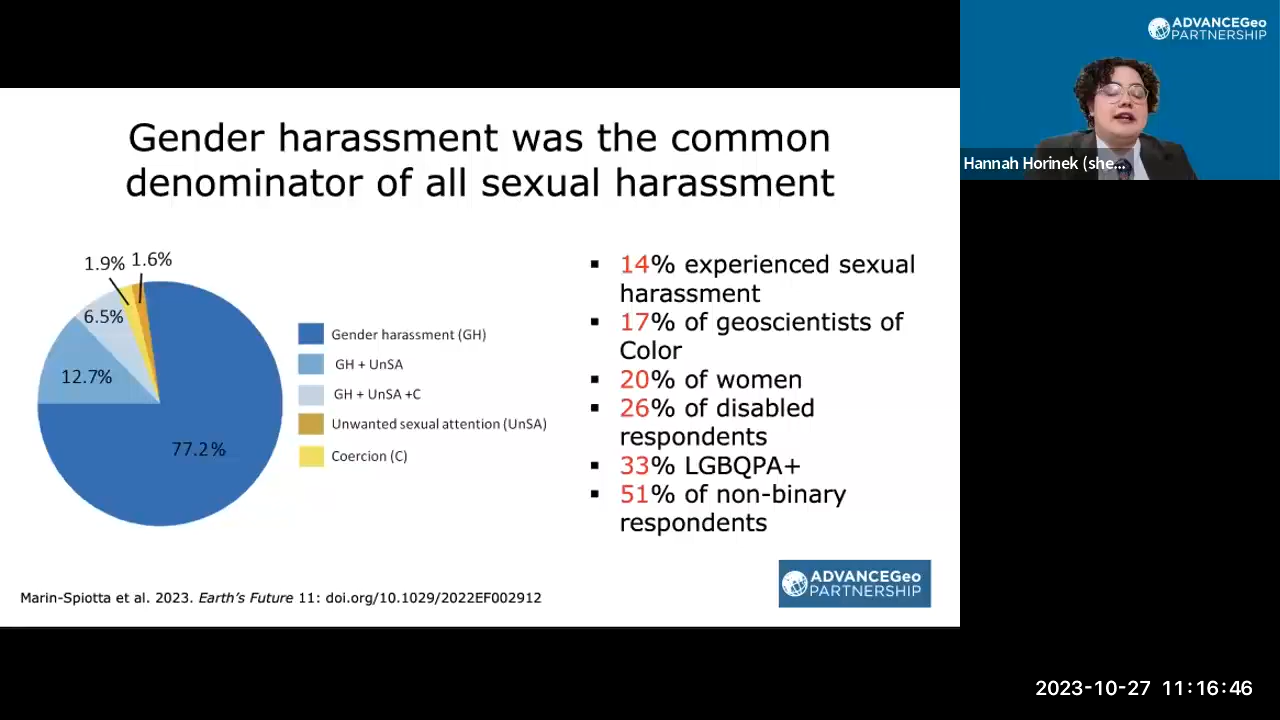 ADVANCEGeo
PARTNERSHIP
Hannah Horinek (she...
Gender harassment was the common
denominator of all sexual harassment
1.9%
1.6%
6.5%
12.7%
77.2%
Gender harassment (GH)
GH + UnSA
GH + UnSA +C
Unwanted sexual attention (UnSA)
Coercion (C)
▪ 14% experienced sexual
harassment
▪ 17% of geoscientists of
Color
▪ 20% of women
▪ 26% of disabled
respondents
▪ 33% LGBQPA+
▪ 51% of non-binary
respondents
ADVANCEGeo
PARTNERSHIP
Marin-Spiotta et al. 2023. Earth's Future 11: doi.org/10.1029/2022EF002912
2023-10-27 11:16:46